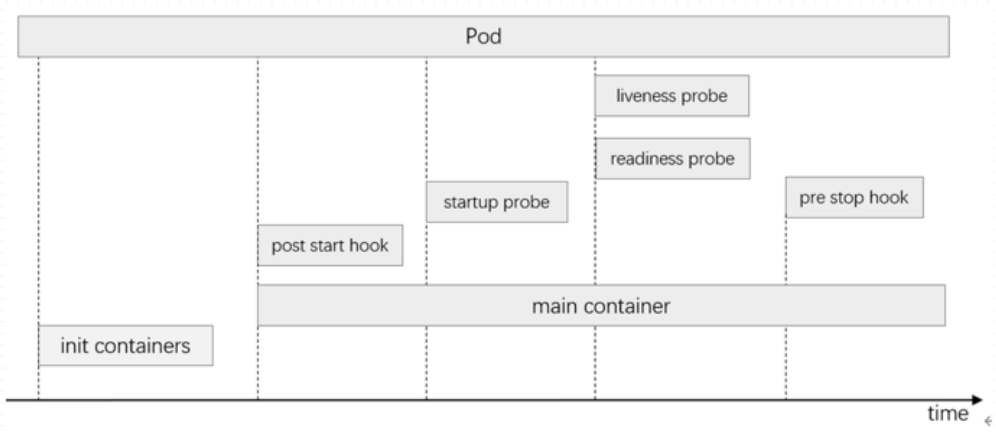 Pod
liveness probe
readiness probe
startup probe
pre stop hook
post start hook
main container
init containers
time